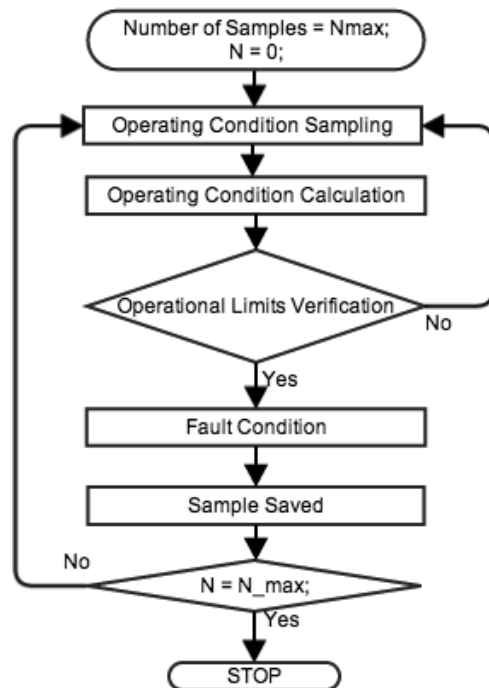 Number of Samples = Nmax;
N = 0;
Operating Condition Sampling
Operating Condition Calculation
Operational Limits Verification
No
Yes
Fault Condition
Sample Saved
No
N = N_max;
Yes
STOP